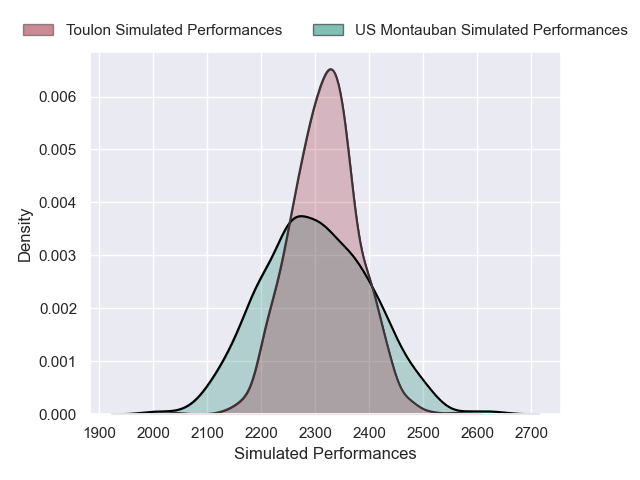 Toulon Simulated Performances
US Montauban Simulated Performances
0.006
0.005
0.004
0.003
0.002
0.001
0.000
Density
1900 2000 2100 2200 2300 2400 2500 2600 2700
Simulated Performances